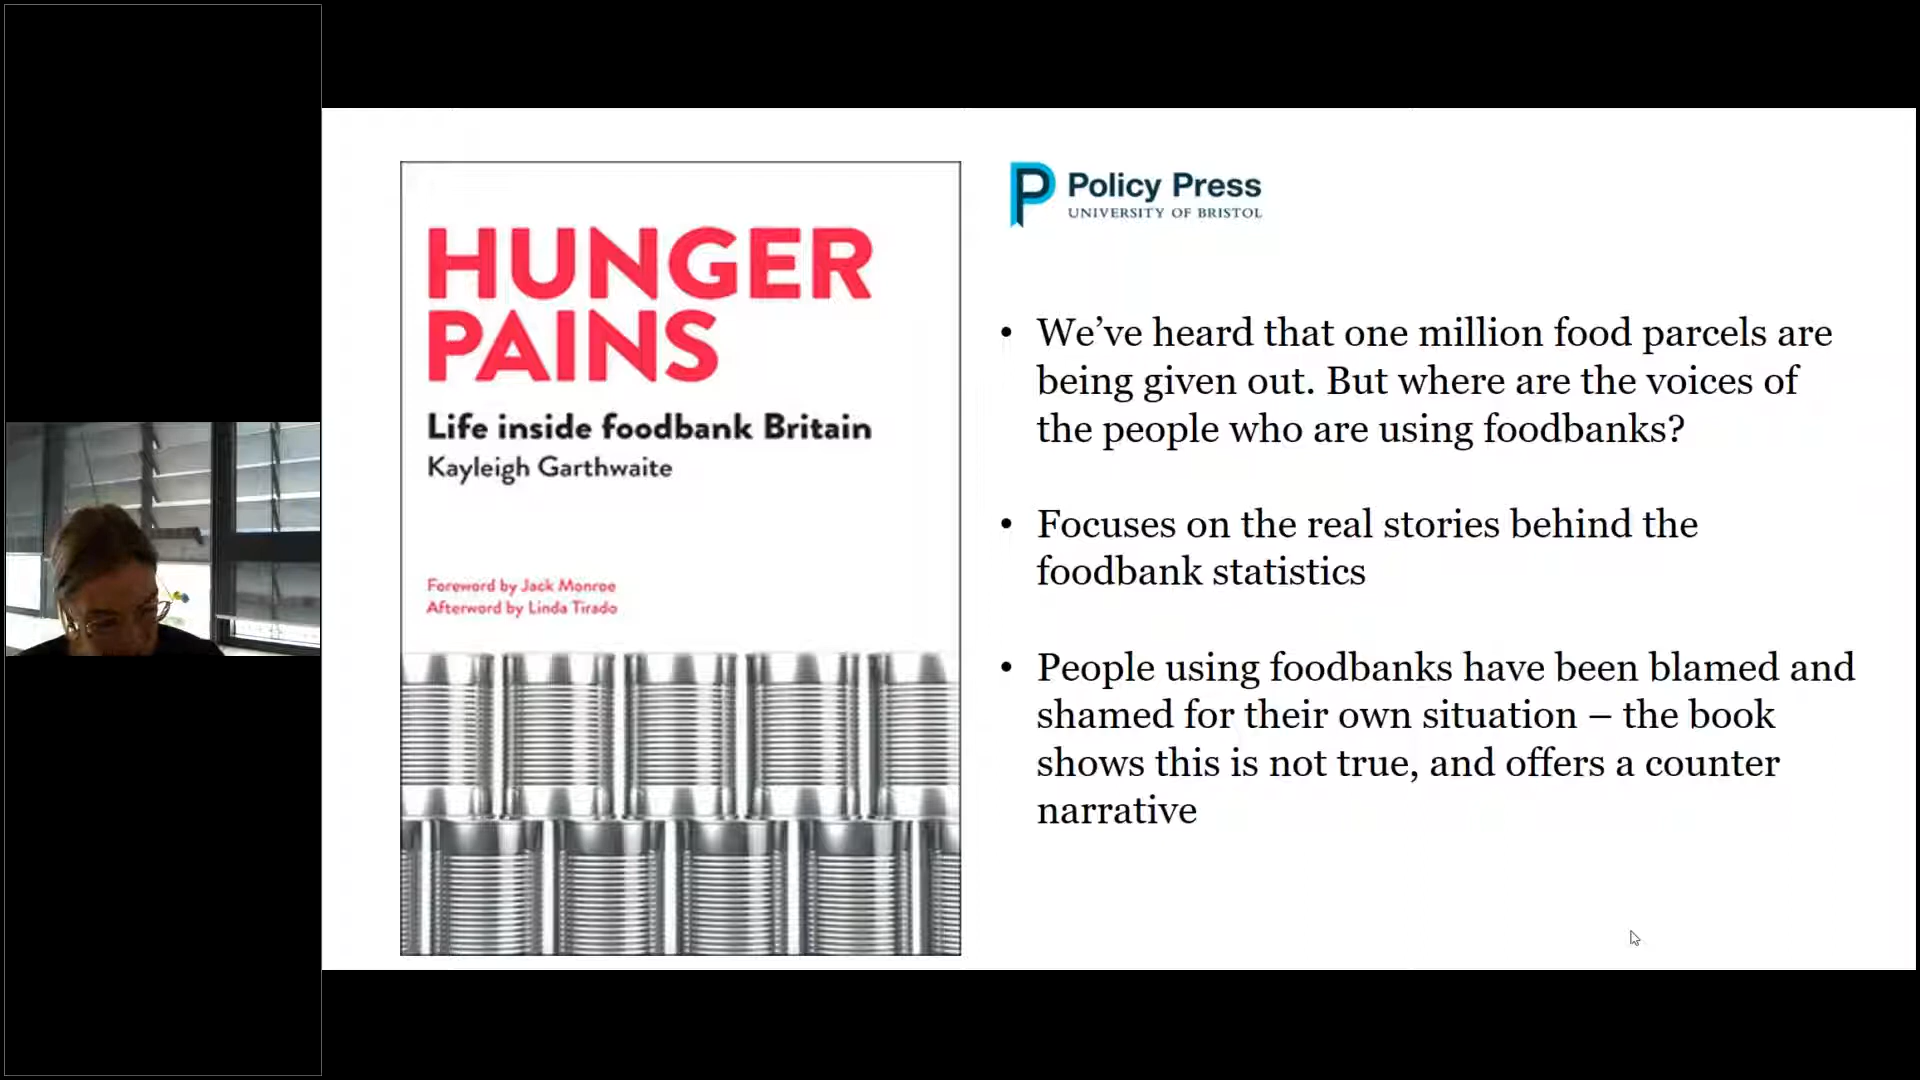 HUNGER
PAINS
Life inside foodbank Britain
Kayleigh Garthwaite
Foreword by Jack Monroe
Afterword by Linda Tirado
Policy Press
UNIVERSITY OF BRISTOL
• We’ve heard that one million food parcels are
being given out. But where are the voices of
the people who are using foodbanks?
• Focuses on the real stories behind the
foodbank statistics
• People using foodbanks have been blamed and
shamed for their own situation – the book
shows this is not true, and offers a counter
narrative